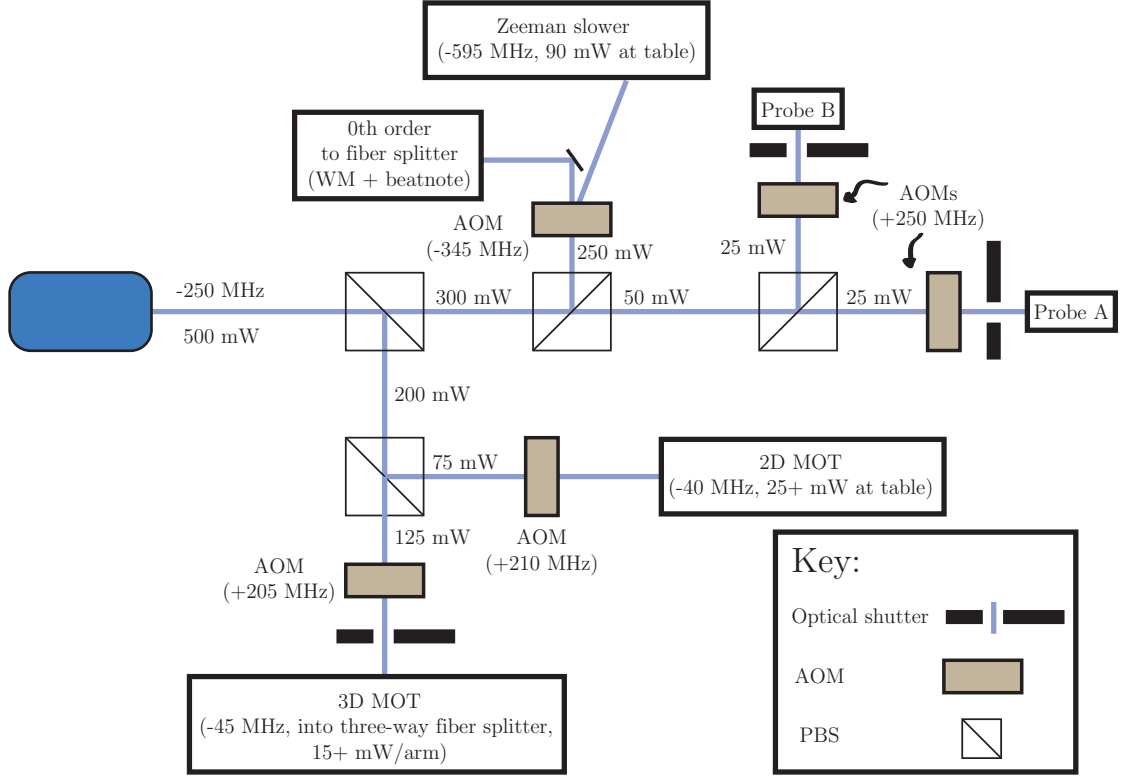 Zeeman slower
(-595 MHz, 90 mW at table)
0th order
to fiber splitter
(WM + beatnote)
Probe B
AOM
(-345 MHz)
250 mW
25 mW
AOMs
(+250 MHz)
-250 MHz
500 mW
300 mW
50 mW
25 mW
Probe A
200 mW
75 mW
2D MOT
(-40 MHz, 25+ mW at table)
125 mW
AOM
(+210 MHz)
AOM
(+205 MHz)
3D MOT
(-45 MHz, into three-way fiber splitter,
15+ mW/arm)
Key:
Optical shutter
AOM
PBS